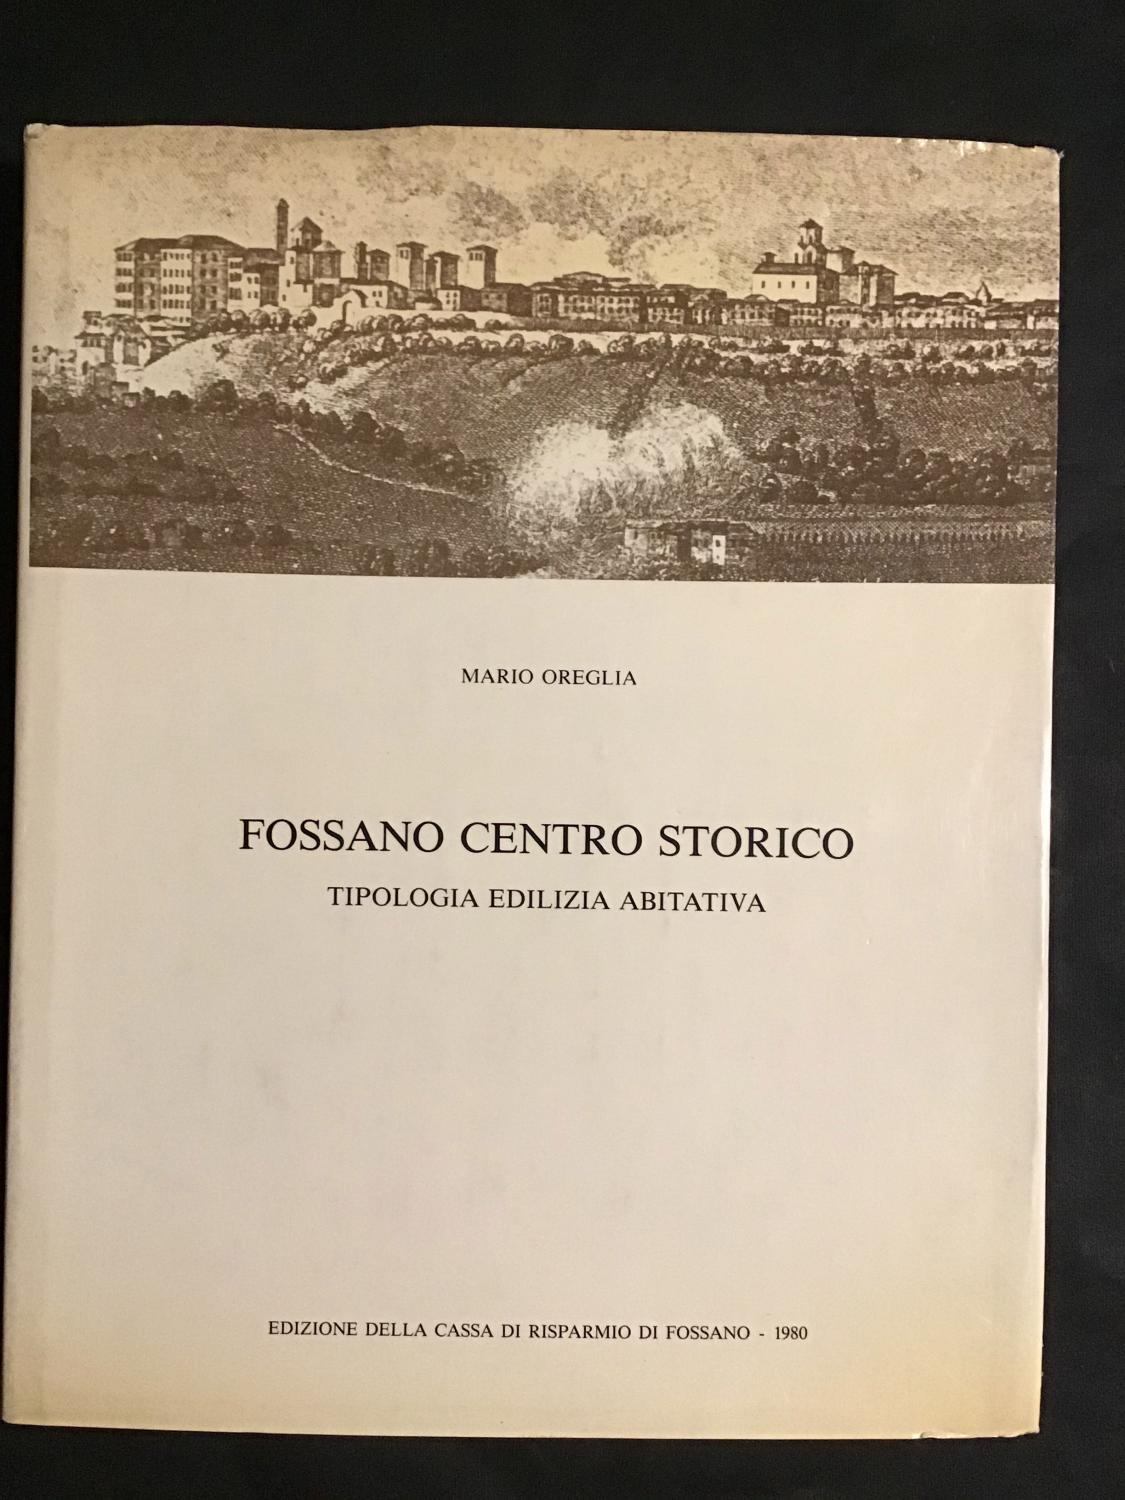 MARIO OREGLIA
FOSSANO CENTRO STORICO
TIPOLOGIA EDILIZIA ABITATIVA
EDIZIONE DELLA CASSA DI RISPARMIO DI FOSSANO - 1980